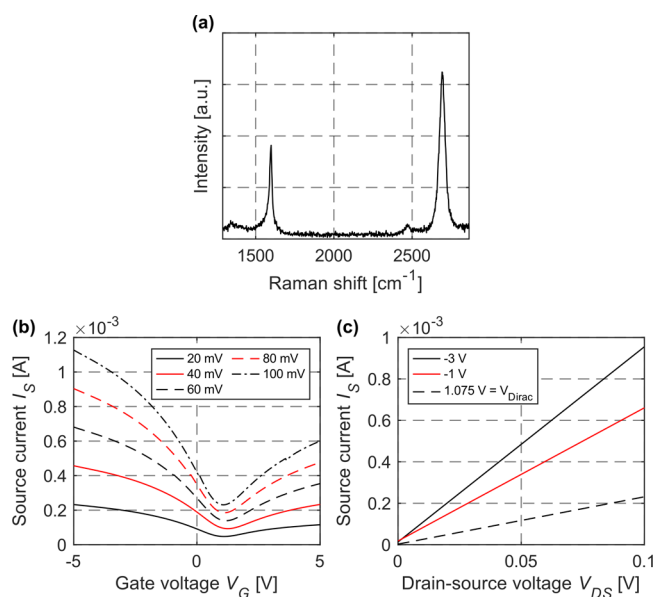 (a)
Intensity [a.u.]
1500 2000 2500
Raman shift [cm⁻¹]
(b)
×10⁻³
1.2
1
0.8
0.6
0.4
0.2
0
Source current I_S [A]
20 mV
40 mV
60 mV
80 mV
100 mV
-5 0 5
Gate voltage V_G [V]
(c)
×10⁻³
1
0.8
0.6
0.4
0.2
0
Source current I_S [A]
-3 V
-1 V
1.075 V = V_Dirac
0 0.05 0.1
Drain-source voltage V_DS [V]